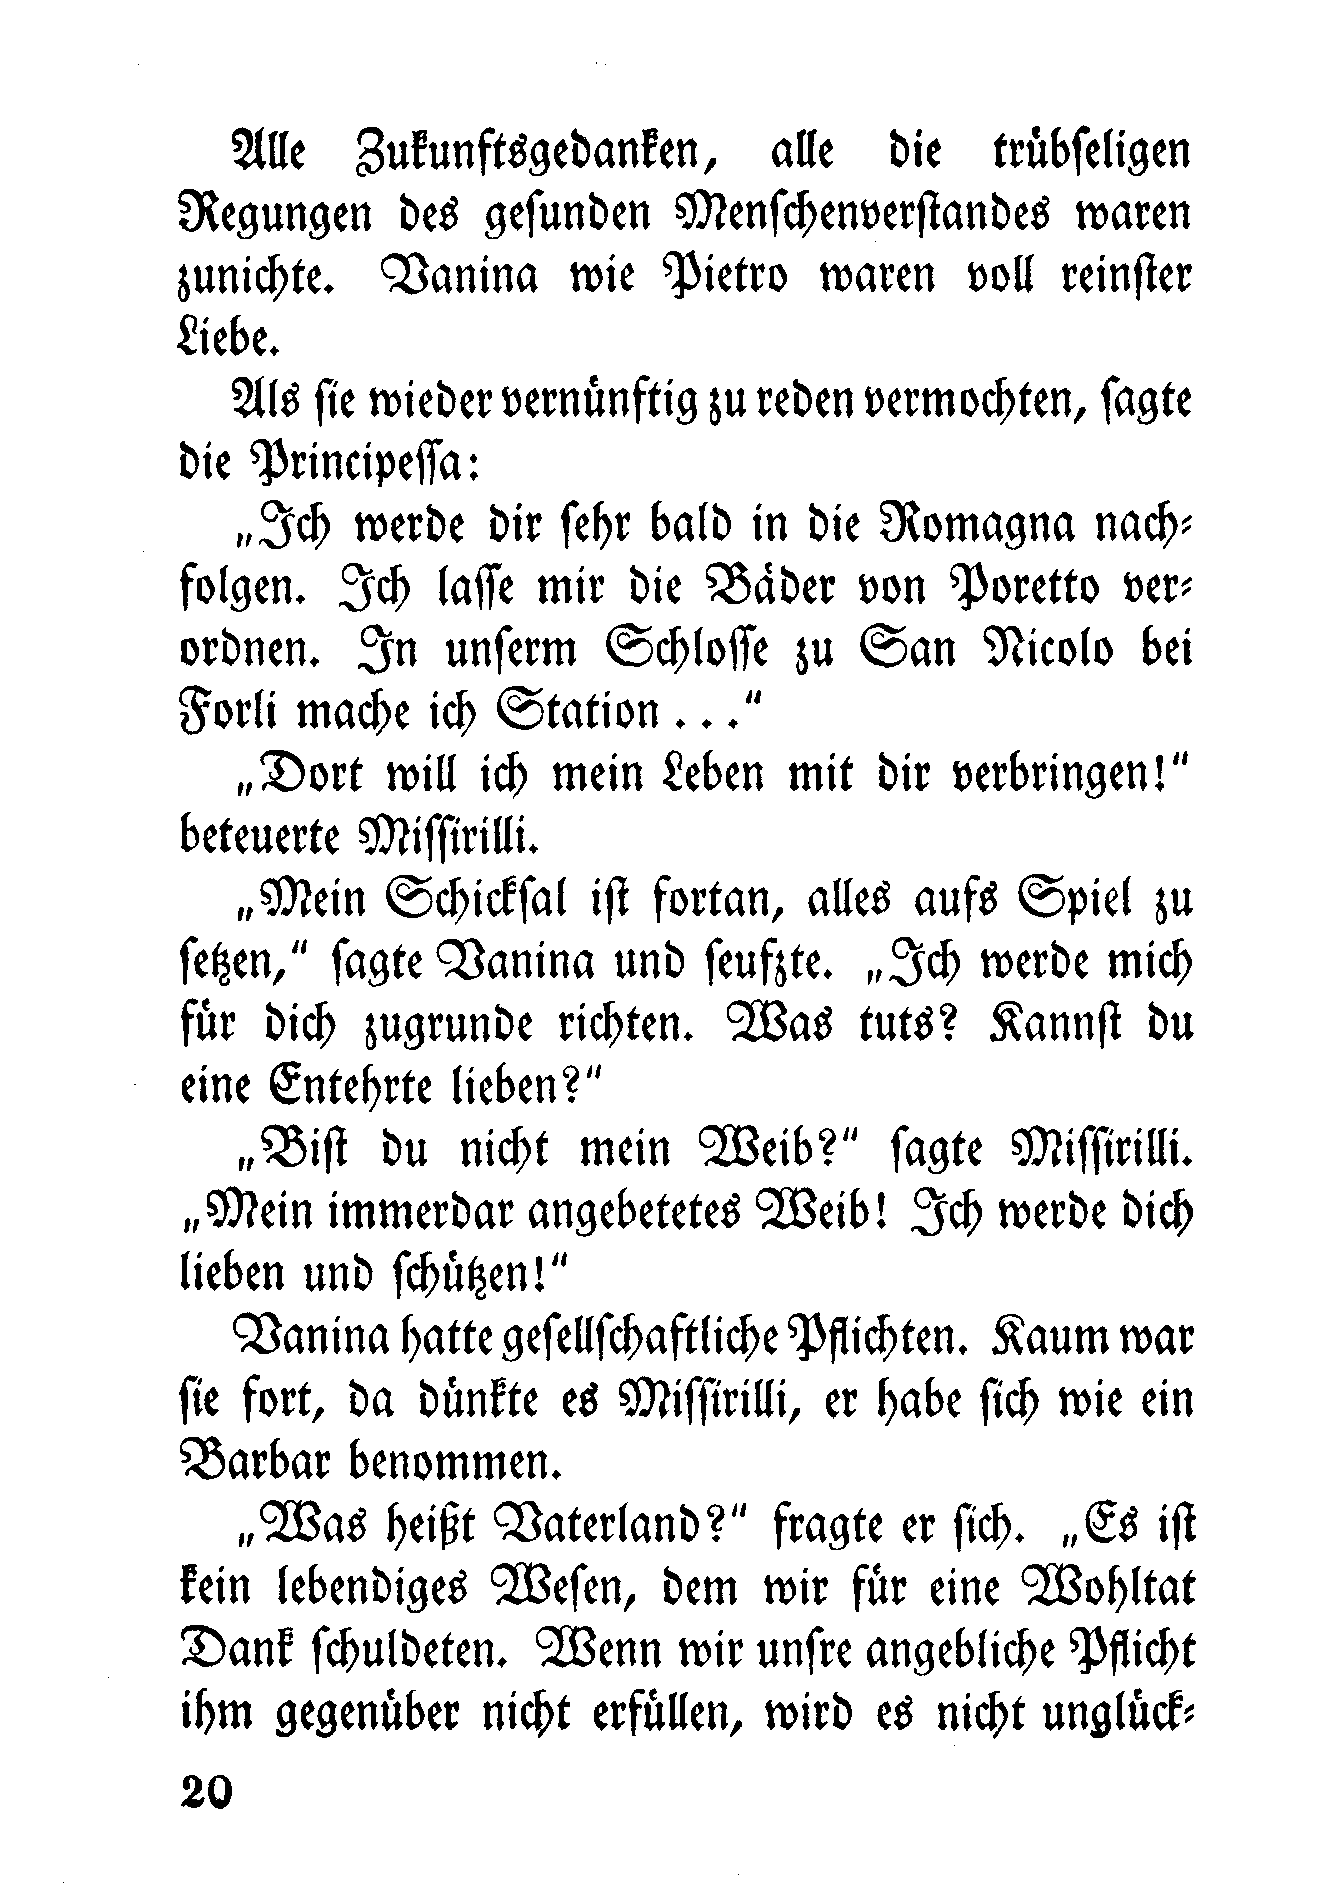 Alle Zukunftsgedanken, alle die trübſeligen
Regungen des geſunden Menſchenverſtandes waren
zunichte. Vanina wie Pietro waren voll reinſter
Liebe.
Als ſie wieder vernünftig zu reden vermochten, ſagte
die Principeſſa:
„Ich werde dir ſehr bald in die Romagna nach⸗
folgen. Ich laſſe mir die Bäder von Poretto ver⸗
ordnen. In unſerm Schloſſe zu San Nicolo bei
Forli mache ich Station . . .“
„Dort will ich mein Leben mit dir verbringen!“
beteuerte Miſſirilli.
„Mein Schickſal iſt fortan, alles aufs Spiel zu
ſetzen,“ ſagte Vanina und ſeufzte. „Ich werde mich
für dich zugrunde richten. Was tuts? Kannſt du
eine Entehrte lieben?“
„Biſt du nicht mein Weib?“ ſagte Miſſirilli.
„Mein immerdar angebetetes Weib! Ich werde dich
lieben und ſchützen!“
Vanina hatte geſellſchaftliche Pflichten. Kaum war
ſie fort, da dünkte es Miſſirilli, er habe ſich wie ein
Barbar benommen.
„Was heißt Vaterland?“ fragte er ſich. „Es iſt
kein lebendiges Weſen, dem wir für eine Wohltat
Dank ſchuldeten. Wenn wir unſre angebliche Pflicht
ihm gegenüber nicht erfüllen, wird es nicht unglück⸗
20